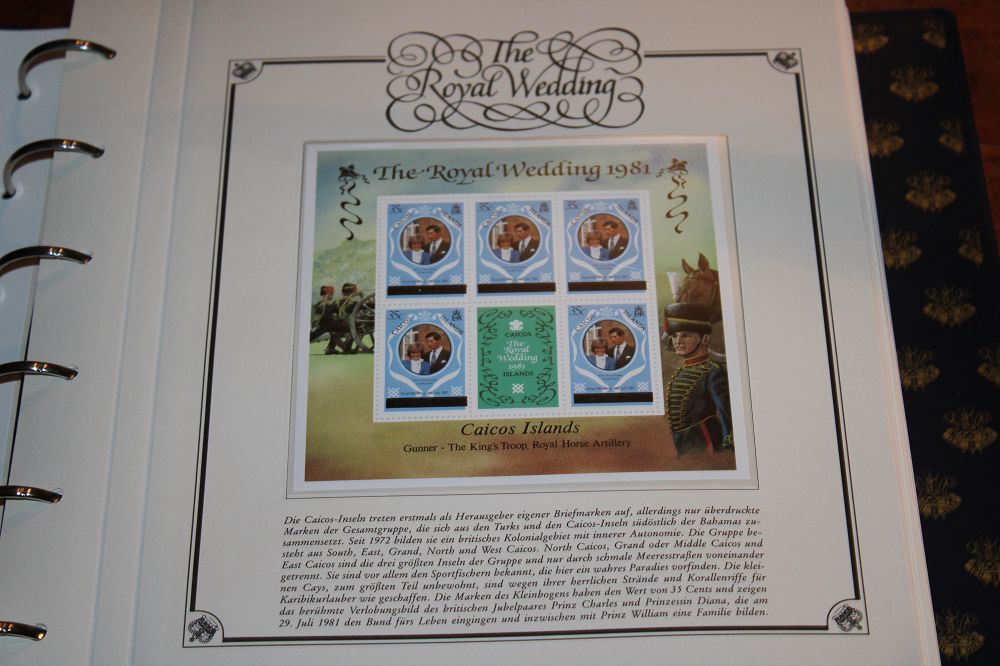 The
Royal Wedding
The Royal Wedding 1981
35c
35c
35c
CAICOS ISLANDS
CAICOS ISLANDS
CAICOS ISLANDS
35c
CAICOS ISLANDS
CAICOS
The
Royal
Wedding
1981
ISLANDS
35c
CAICOS ISLANDS
Caicos Islands
Gunner - The King's Troop, Royal Horse Artillery
Die Caicos-Inseln treten erstmals als Herausgeber eigener Briefmarken auf, allerdings nur überdruckte
Marken der Gesamtgruppe, die sich aus den Turks und den Caicos-Inseln südöstlich der Bahamas zu-
sammensetzt. Seit 1972 bilden sie ein britisches Kolonialgebiet mit innerer Autonomie. Die Gruppe be-
steht aus South, East, Grand, North und West Caicos. North Caicos, Grand oder Middle Caicos und
East Caicos sind die drei größten Inseln der Gruppe und nur durch schmale Meeresstraßen voneinander
getrennt. Sie sind vor allem den Sportfischern bekannt, die hier ein wahres Paradies vorfinden. Die klei-
nen Cays, zum größten Teil unbewohnt, sind wegen ihrer herrlichen Strände und Korallenriffe für
Karibikurlauber wie geschaffen. Die Marken des Kleinbogens haben den Wert von 35 Cents und zeigen
das berühmte Verlobungsbild des britischen Jubelpaares Prinz Charles und Prinzessin Diana, die am
29. Juli 1981 den Bund fürs Leben eingingen und inzwischen mit Prinz William eine Familie bilden.